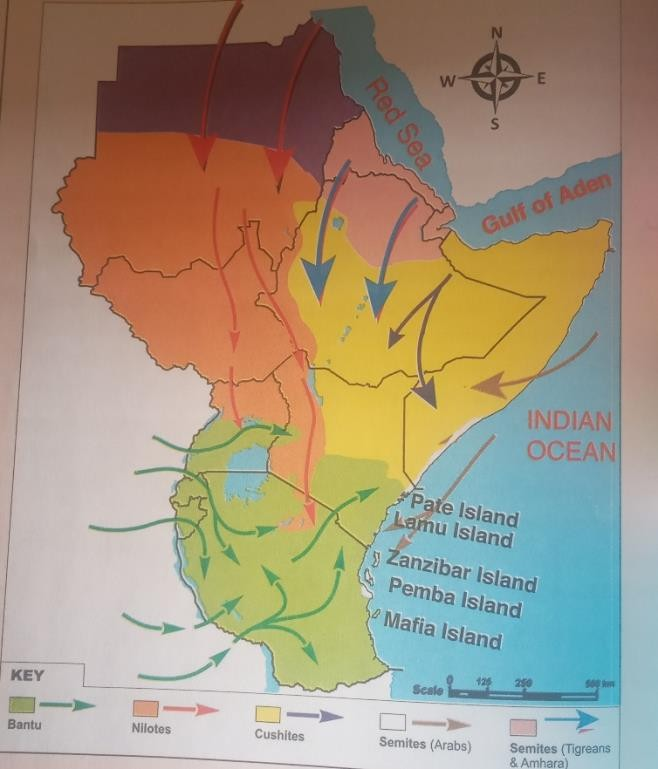 N
W E
S
Red Sea
Gulf of Aden
INDIAN
OCEAN
Pate Island
Lamu Island
Zanzibar Island
Pemba Island
Mafia Island
KEY
Scale 0 125 250 500 km
Bantu
Nilotes
Cushites
Semites (Arabs)
Semites (Tigreans
& Amhara)